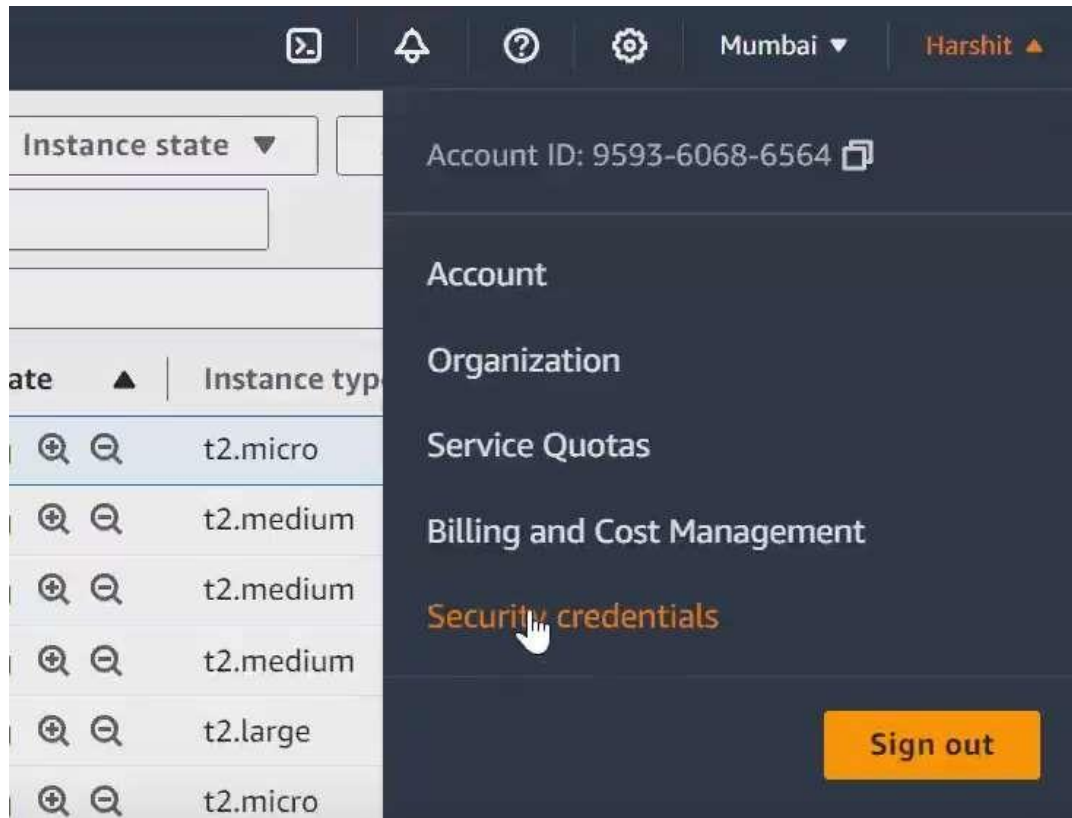 Mumbai ▼ Harshit ▲
Instance state ▼
Account ID: 9593-6068-6564
Account
Organization
Service Quotas
Billing and Cost Management
Security credentials
Sign out
ate ▲ Instance typ
t2.micro
t2.medium
t2.medium
t2.medium
t2.large
t2.micro